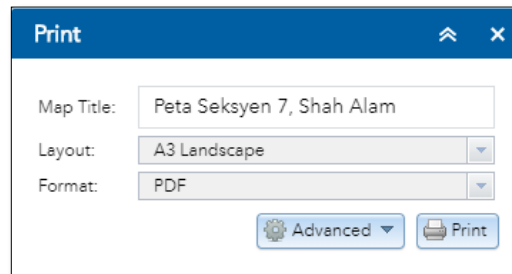 Print
Map Title: Peta Seksyen 7, Shah Alam
Layout: A3 Landscape
Format: PDF
Advanced Print